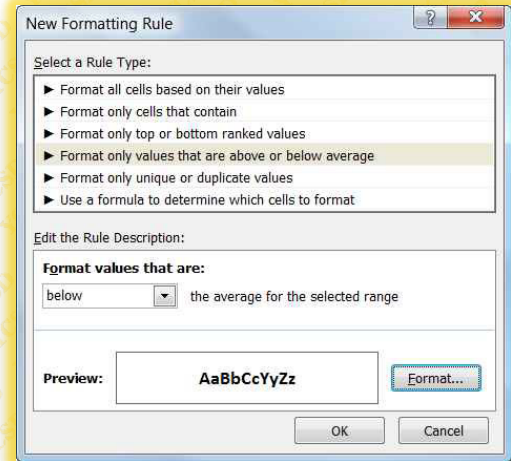 New Formatting Rule
Select a Rule Type:
► Format all cells based on their values
► Format only cells that contain
► Format only top or bottom ranked values
► Format only values that are above or below average
► Format only unique or duplicate values
► Use a formula to determine which cells to format
Edit the Rule Description:
Format values that are:
below the average for the selected range
Preview: AaBbCcYyZz Format...
OK Cancel